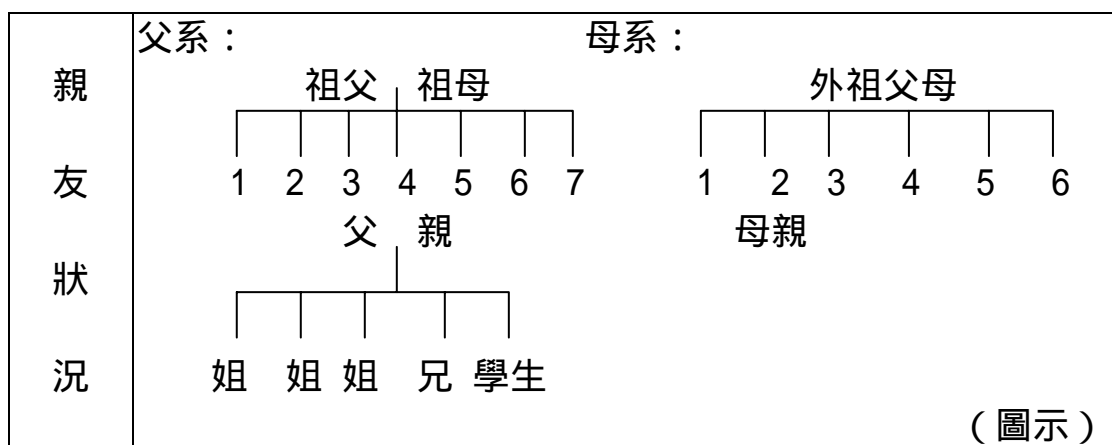 親友狀況
父系： 母系：
祖父 祖母 外祖父母
1 2 3 4 5 6 7 1 2 3 4 5 6
父 親 母親
姐 姐 姐 兄 學生
（圖示）